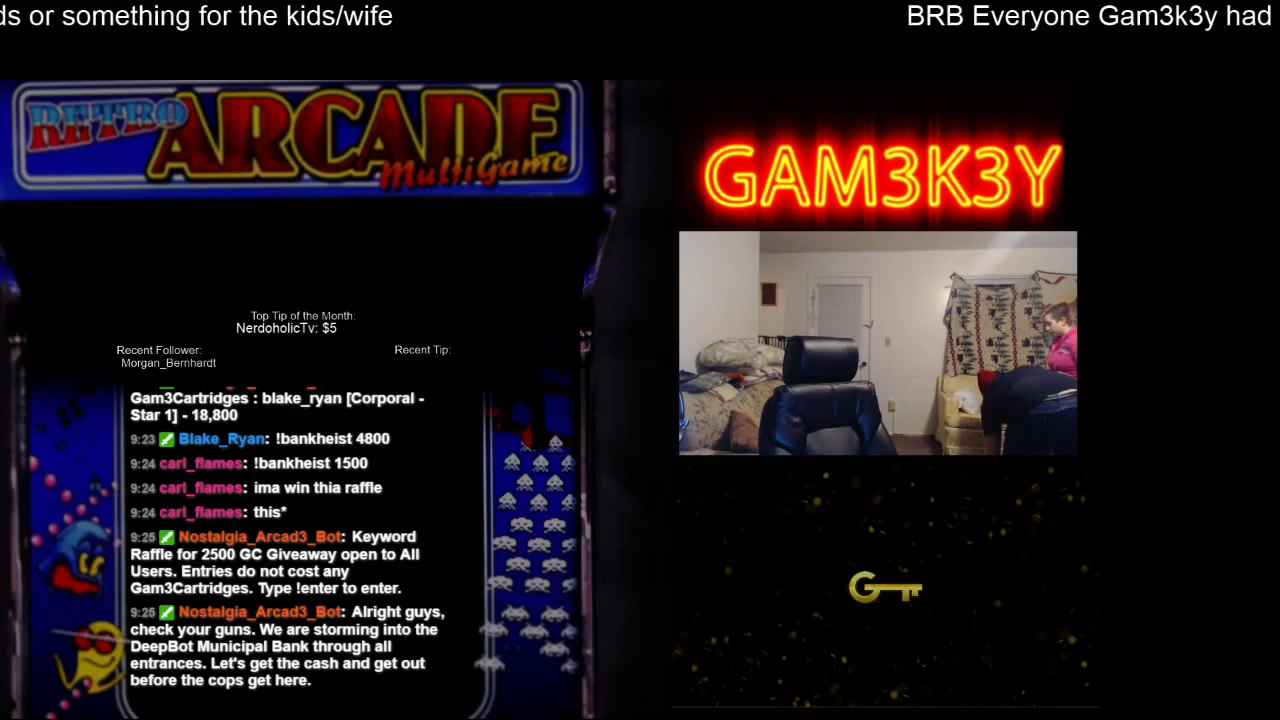 ds or something for the kids/wife
BRB Everyone Gam3k3y had
RETRO ARCADE
MultiGame
GAM3K3Y
Top Tip of the Month:
NerdoholicTv: $5
Recent Follower:
Morgan_Bernhardt
Recent Tip:
Gam3Cartridges : blake_ryan [Corporal -
Star 1] - 18,800
9:23 Blake_Ryan: !bankheist 4800
9:24 carl_flames: !bankheist 1500
9:24 carl_flames: ima win thia raffle
9:24 carl_flames: this*
9:25 Nostalgia_Arcad3_Bot: Keyword
Raffle for 2500 GC Giveaway open to All
Users. Entries do not cost any
Gam3Cartridges. Type !enter to enter.
9:25 Nostalgia_Arcad3_Bot: Alright guys,
check your guns. We are storming into the
DeepBot Municipal Bank through all
entrances. Let's get the cash and get out
before the cops get here.